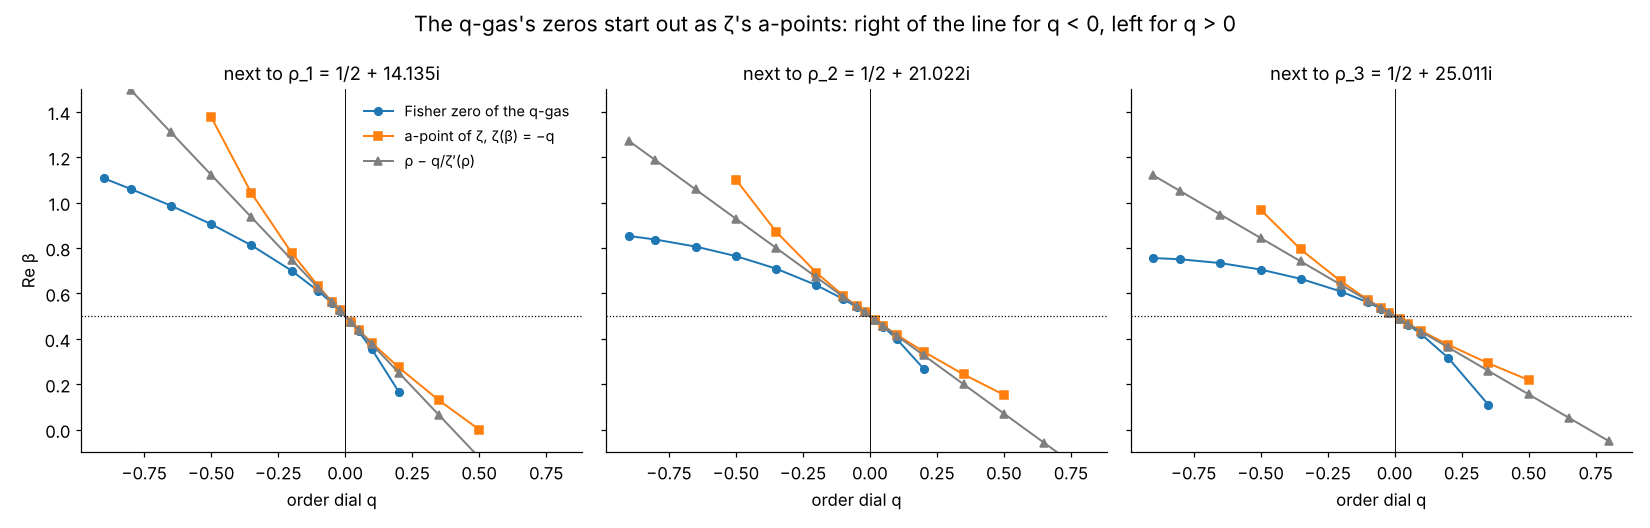 The q-gas's zeros start out as ζ's a-points: right of the line for q < 0, left for q > 0
next to ρ_1 = 1/2 + 14.135i
next to ρ_2 = 1/2 + 21.022i
next to ρ_3 = 1/2 + 25.011i
Fisher zero of the q-gas
a-point of ζ, ζ(β) = −q
ρ − q/ζ′(ρ)
Re β
1.4
1.2
1.0
0.8
0.6
0.4
0.2
0.0
−0.75 −0.50 −0.25 0.00 0.25 0.50 0.75
−0.75 −0.50 −0.25 0.00 0.25 0.50 0.75
−0.75 −0.50 −0.25 0.00 0.25 0.50 0.75
order dial q
order dial q
order dial q